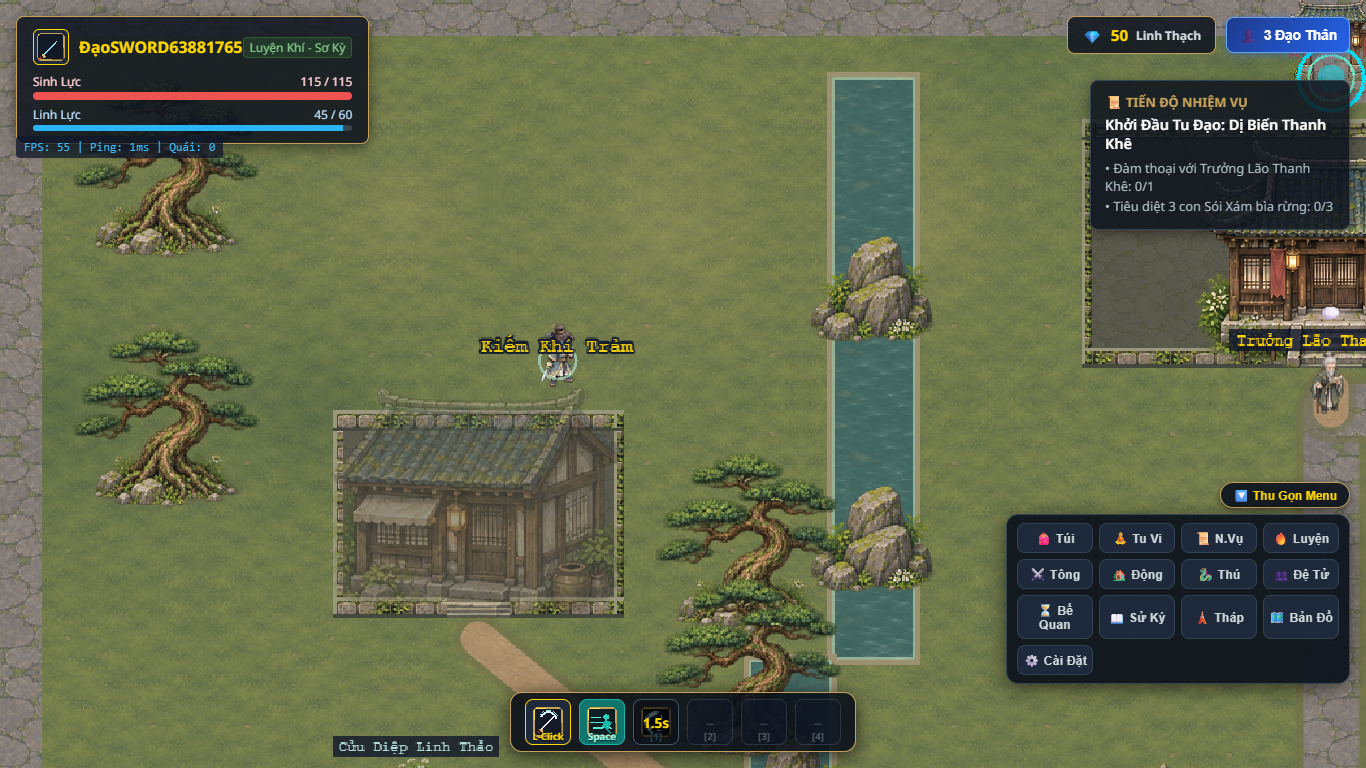 ĐạoSWORD63881765
Luyện Khí - Sơ Kỳ
Sinh Lực
115 / 115
Linh Lực
45 / 60
FPS: 55 | Ping: 1ms | Quái: 0
50 Linh Thạch
3 Đạo Thân
TIẾN ĐỘ NHIỆM VỤ
Khởi Đầu Tu Đạo: Dị Biến Thanh
Khê
• Đàm thoại với Trưởng Lão Thanh
Khê: 0/1
• Tiêu diệt 3 con Sói Xám bìa rừng: 0/3
Kiếm Khí Trảm
Trưởng Lão Tha
Thu Gọn Menu
Túi
Tu Vi
N.Vụ
Luyện
Tông
Động
Thú
Đệ Tử
Bế
Quan
Sử Ký
Tháp
Bản Đồ
Cài Đặt
L-Click
Space
1.5s
[1]
[2]
[3]
[4]
Cửu Diệp Linh Thảo